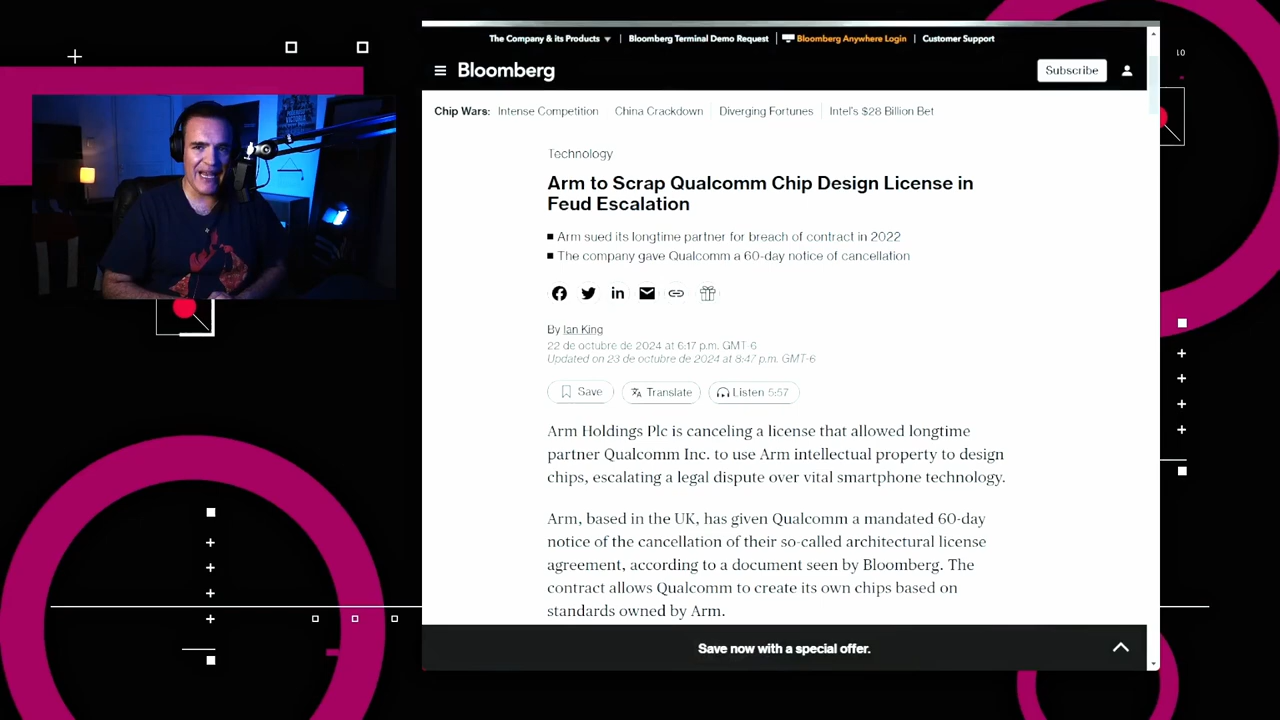 The Company & its Products
Bloomberg Terminal Demo Request
Bloomberg Anywhere Login
Customer Support
Bloomberg
Subscribe
Chip Wars: Intense Competition China Crackdown Diverging Fortunes Intel's $28 Billion Bet
Technology
Arm to Scrap Qualcomm Chip Design License in
Feud Escalation
Arm sued its longtime partner for breach of contract in 2022
The company gave Qualcomm a 60-day notice of cancellation
By Ian King
22 de octubre de 2024 at 6:17 p.m. GMT-6
Updated on 23 de octubre de 2024 at 8:47 p.m. GMT-6
Save Translate Listen 5:57
Arm Holdings Plc is canceling a license that allowed longtime
partner Qualcomm Inc. to use Arm intellectual property to design
chips, escalating a legal dispute over vital smartphone technology.
Arm, based in the UK, has given Qualcomm a mandated 60-day
notice of the cancellation of their so-called architectural license
agreement, according to a document seen by Bloomberg. The
contract allows Qualcomm to create its own chips based on
standards owned by Arm.
Save now with a special offer.
10